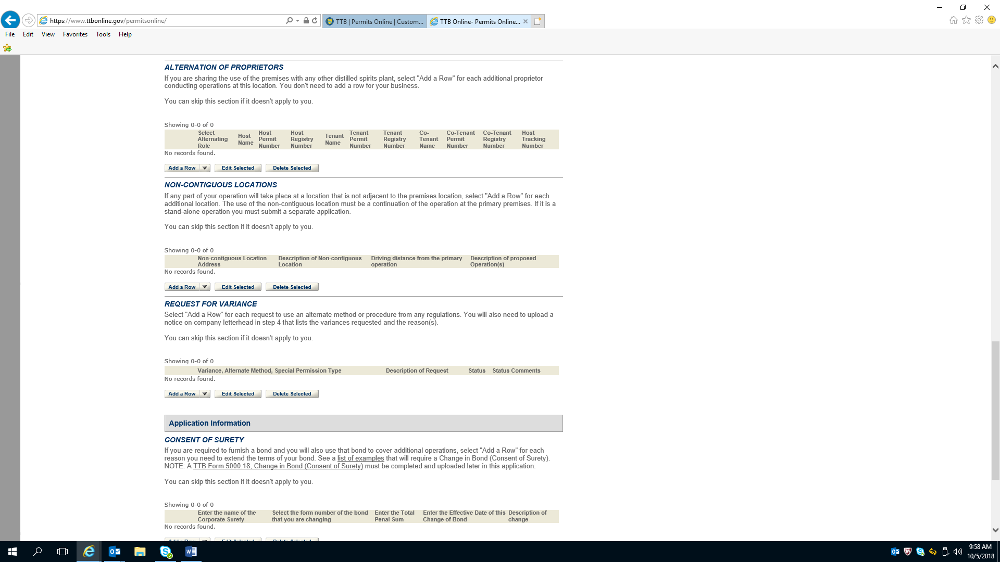 https://www.ttbonline.gov/permitsonline/
TTB | Permits Online | Custom...
TTB Online- Permits Online...
File Edit View Favorites Tools Help
ALTERNATION OF PROPRIETORS
If you are sharing the use of the premises with any other distilled spirits plant, select "Add a Row" for each additional proprietor
conducting operations at this location. You don't need to add a row for your business.
You can skip this section if it doesn't apply to you.
Showing 0-0 of 0
Select Alternating Role Host Name Host Permit Number Host Registry Number Tenant Name Tenant Permit Number Tenant Registry Number Co-Tenant Name Co-Tenant Permit Number Co-Tenant Registry Number Host Tracking Number
No records found.
Add a Row Edit Selected Delete Selected
NON-CONTIGUOUS LOCATIONS
If any part of your operation will take place at a location that is not adjacent to the premises location, select "Add a Row" for each
additional location. The use of the non-contiguous location must be a continuation of the operation at the primary premises. If it is a
stand-alone operation you must submit a separate application.
You can skip this section if it doesn't apply to you.
Showing 0-0 of 0
Non-contiguous Location Address Description of Non-contiguous Location Driving distance from the primary operation Description of proposed Operation(s)
No records found.
Add a Row Edit Selected Delete Selected
REQUEST FOR VARIANCE
Select "Add a Row" for each request to use an alternate method or procedure from any regulations. You will also need to upload a
notice on company letterhead in step 4 that lists the variances requested and the reason(s).
You can skip this section if it doesn't apply to you.
Showing 0-0 of 0
Variance, Alternate Method, Special Permission Type Description of Request Status Status Comments
No records found.
Add a Row Edit Selected Delete Selected
Application Information
CONSENT OF SURETY
If you are required to furnish a bond and you will also use that bond to cover additional operations, select "Add a Row" for each
reason you need to extend the terms of your bond. See a list of examples that will require a Change in Bond (Consent of Surety).
NOTE: A TTB Form 5000.18, Change in Bond (Consent of Surety) must be completed and uploaded later in this application.
You can skip this section if it doesn't apply to you.
Showing 0-0 of 0
Enter the name of the Corporate Surety Select the form number of the bond that you are changing Enter the Total Penal Sum Enter the Effective Date of this Change of Bond Description of change
No records found.
Add a Row Edit Selected Delete Selected
9:58 AM
10/5/2018